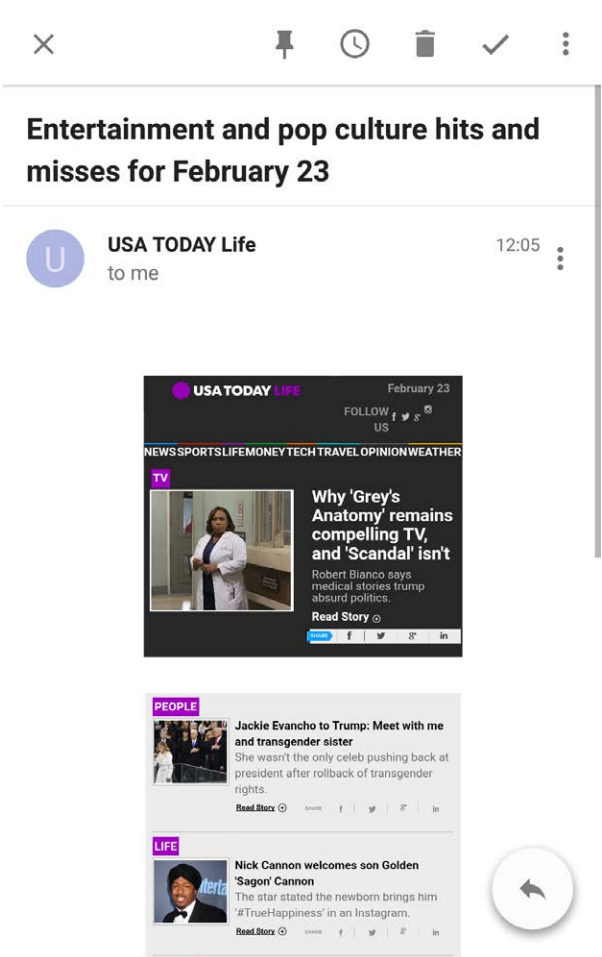 Entertainment and pop culture hits and
misses for February 23
U
USA TODAY Life
12:05
to me
USA TODAY LIFE
February 23
FOLLOW
US
NEWS SPORTS LIFE MONEY TECH TRAVEL OPINION WEATHER
TV
Why 'Grey's
Anatomy' remains
compelling TV,
and 'Scandal' isn't
Robert Bianco says
medical stories trump
absurd politics.
Read Story
SHARE f g+ in
PEOPLE
Jackie Evancho to Trump: Meet with me
and transgender sister
She wasn't the only celeb pushing back at
president after rollback of transgender
rights.
Read Story SHARE f g+ in
LIFE
Nick Cannon welcomes son Golden
'Sagon' Cannon
The star stated the newborn brings him
'#TrueHappiness' in an Instagram.
Read Story SHARE f g+ in